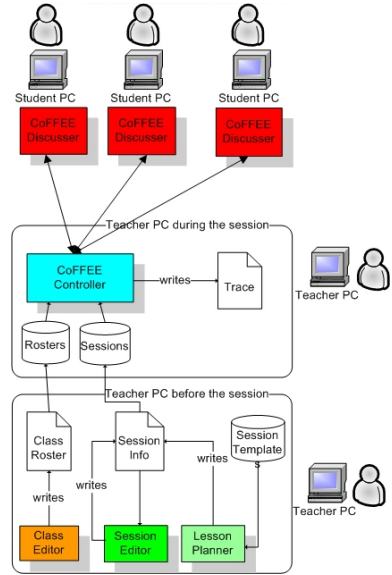 Student PC
Student PC
Student PC
CoFFEE
Discusser
CoFFEE
Discusser
CoFFEE
Discusser
Teacher PC during the session
CoFFEE
Controller
writes
Trace
Teacher PC
Rosters
Sessions
Teacher PC before the session
Class
Roster
Session
Info
Session
Template
s
writes
writes
writes
Teacher PC
Class
Editor
Session
Editor
Lesson
Planner